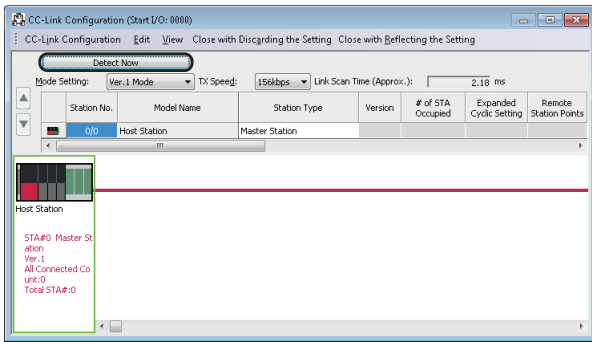 CC-Link Configuration (Start I/O: 0000)
CC-Link Configuration Edit View Close with Discarding the Setting Close with Reflecting the Setting
Detect Now
Mode Setting: Ver.1 Mode TX Speed: 156kbps Link Scan Time (Approx.): 2.18 ms
Station No. Model Name Station Type Version # of STA Occupied Expanded Cyclic Setting Remote Station Points
0/0 Host Station Master Station
Host Station
STA#0 Master St
ation
Ver.1
All Connected Co
unt:0
Total STA#:0